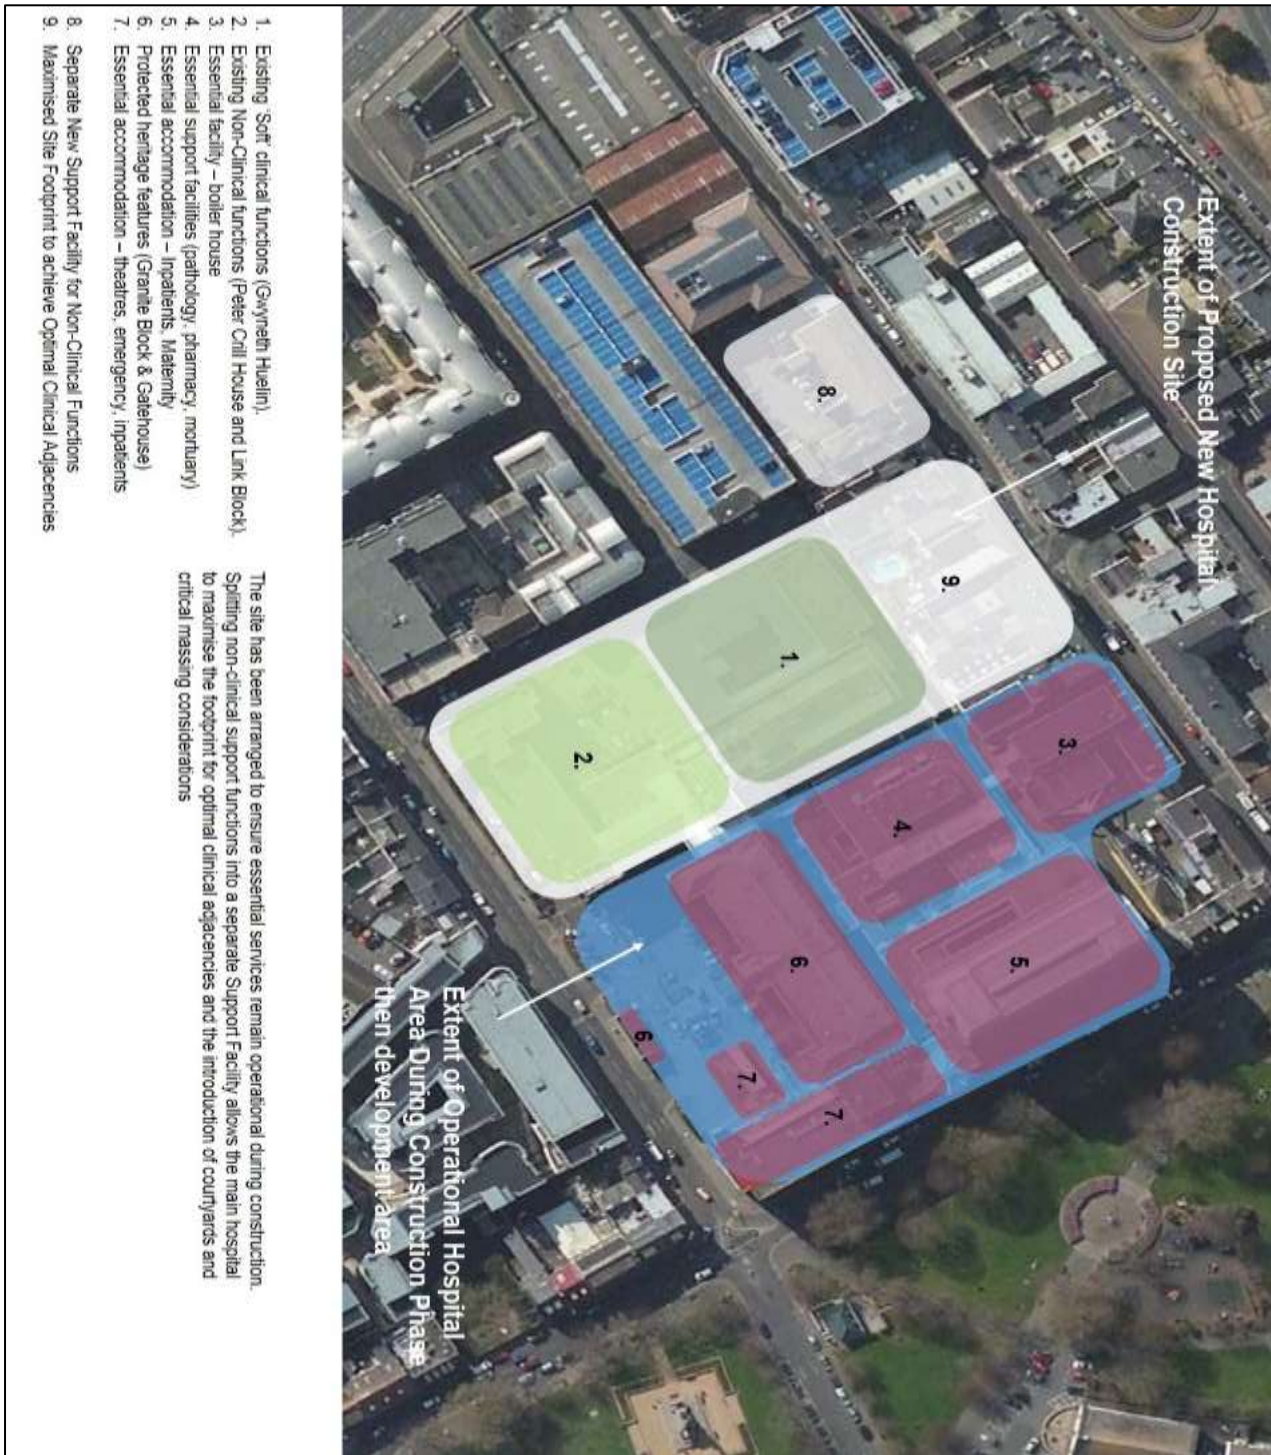 Extent of Proposed New Hospital
Construction Site
8.
9.
1.
2.
3.
4.
5.
6.
6.
7.
7.
Extent of Operational Hospital
Area During Construction Phase
then development area
1. Existing 'Soft' clinical functions (Gwyneth Huelin).
2. Existing Non-Clinical functions (Peter Crill House and Link Block).
3. Essential facility – boiler house
4. Essential support facilities (pathology, pharmacy, mortuary)
5. Essential accommodation – Inpatients, Maternity
6. Protected heritage features (Granite Block & Gatehouse)
7. Essential accommodation – theatres, emergency, inpatients
8. Separate New Support Facility for Non-Clinical Functions
9. Maximised Site Footprint to achieve Optimal Clinical Adjacencies
The site has been arranged to ensure essential services remain operational during construction.
Splitting non-clinical support functions into a separate Support Facility allows the main hospital
to maximise the footprint for optimal clinical adjacencies and the introduction of courtyards and
critical massing considerations